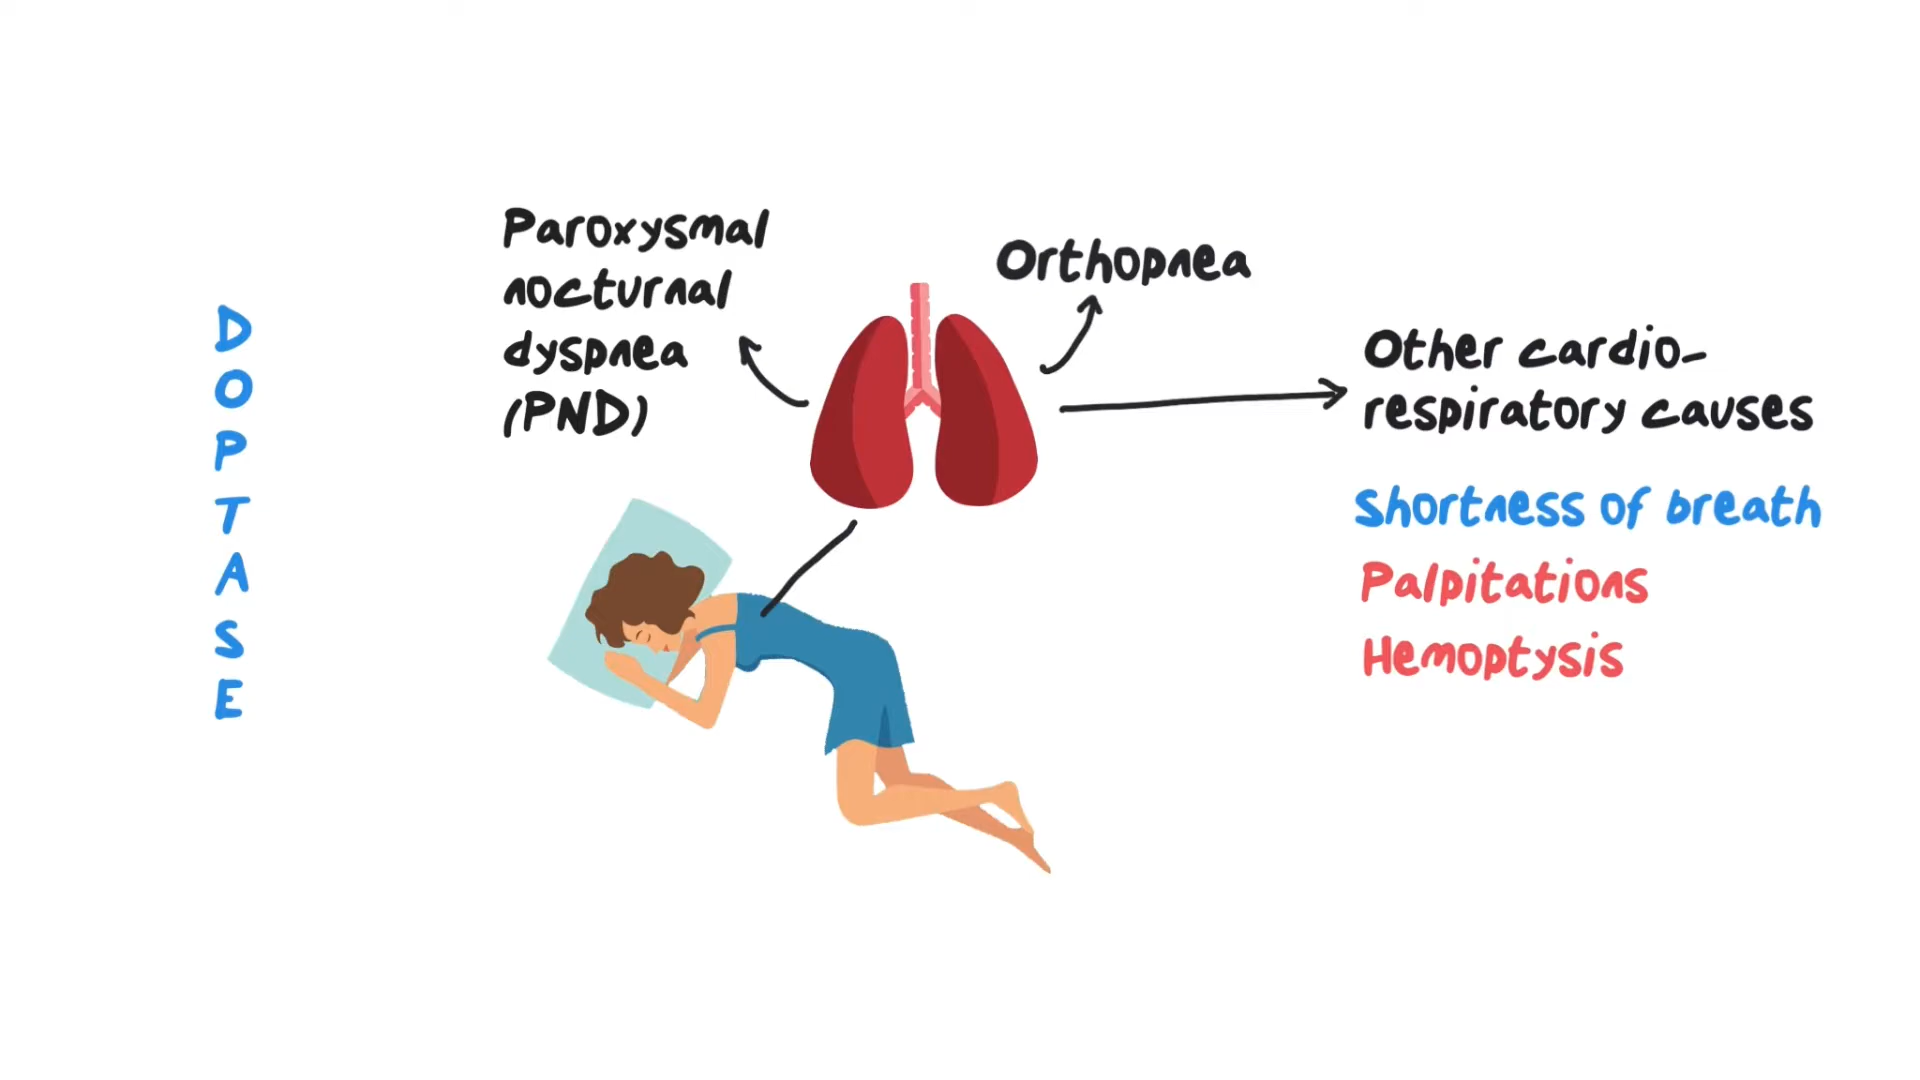 D
O
P
T
A
S
E
Paroxysmal
nocturnal
dyspnea
(PND)
Orthopnea
Other cardio-
respiratory causes
Shortness of breath
Palpitations
Hemoptysis